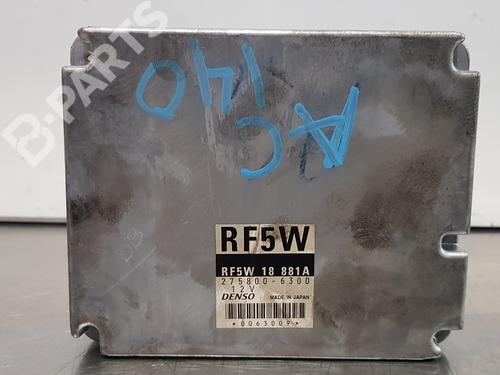 B-PARTS
AC
140
RF5W
RF5W 18 881A
275800-6300
12V
DENSO MADE IN JAPAN
*0063009*